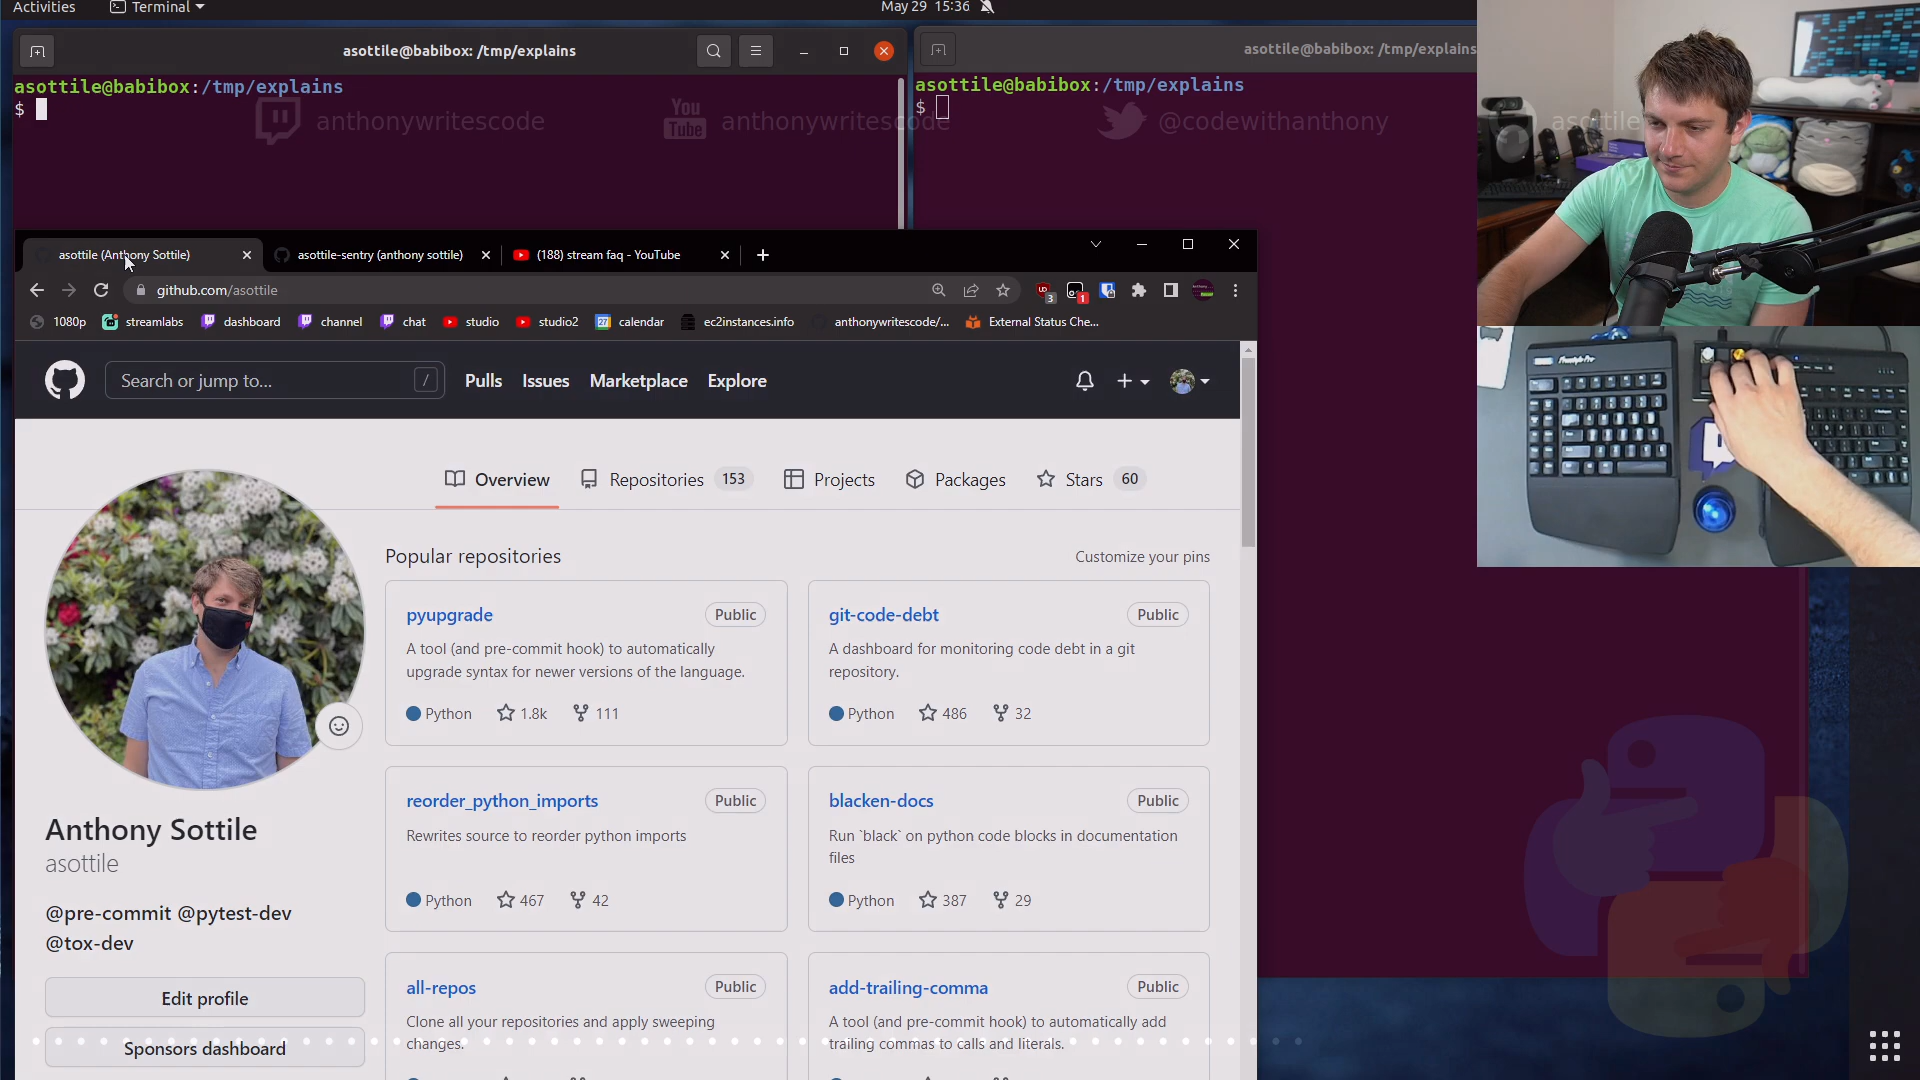 Activities
Terminal
May 29 15:36
asottile@babibox: /tmp/explains
asottile@babibox: /tmp/explains
asottile@babibox:/tmp/explains
$
asottile@babibox:/tmp/explains
$
anthonywritescode
You
Tube
anthonywritescode
@codewithanthony
asottile
asottile (Anthony Sottile)
asottile-sentry (anthony sottile)
(188) stream faq - YouTube
github.com/asottile
3
1
1080p
streamlabs
dashboard
channel
chat
studio
studio2
27
calendar
ec2instances.info
anthonywritescode/...
External Status Che...
Search or jump to...
/
Pulls
Issues
Marketplace
Explore
Overview
Repositories 153
Projects
Packages
Stars 60
Popular repositories
Customize your pins
pyupgrade
Public
A tool (and pre-commit hook) to automatically
upgrade syntax for newer versions of the language.
Python
1.8k
111
git-code-debt
Public
A dashboard for monitoring code debt in a git
repository.
Python
486
32
reorder_python_imports
Public
Rewrites source to reorder python imports
Python
467
42
blacken-docs
Public
Run `black` on python code blocks in documentation
files
Python
387
29
all-repos
Public
Clone all your repositories and apply sweeping
changes.
add-trailing-comma
Public
A tool (and pre-commit hook) to automatically add
trailing commas to calls and literals.
Anthony Sottile
asottile
@pre-commit @pytest-dev
@tox-dev
Edit profile
Sponsors dashboard
Freestyle Pro